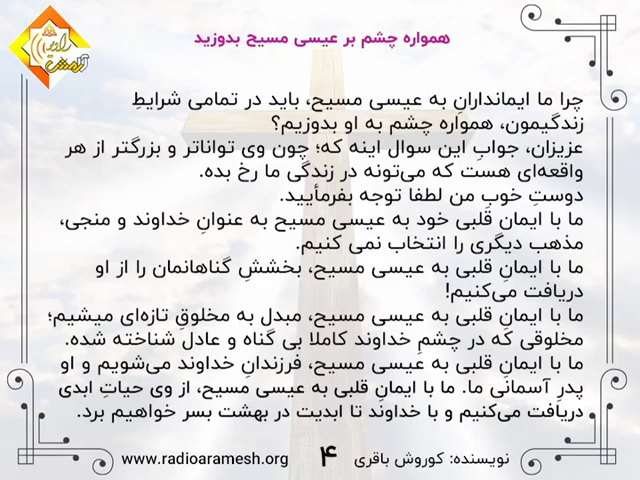 همواره چشم بر عیسی مسیح بدوزید
راه
آرامش
چرا ما ایماندارانِ به عیسی مسیح، باید در تمامی شرایطِ
زندگیمون، همواره چشم به او بدوزیم؟
عزیزان، جوابِ این سوال اینه که؛ چون وی تواناتر و بزرگتر از هر
واقعه‌ای هست که می‌تونه در زندگی ما رخ بده.
دوستِ خوبِ من لطفا توجه بفرمأیید.
ما با ایمان قلبی خود به عیسی مسیح به عنوانِ خداوند و منجی،
مذهب دیگری را انتخاب نمی کنیم.
ما با ایمانِ قلبی به عیسی مسیح، بخششِ گناهانمان را از او
دریافت می‌کنیم!
ما با ایمانِ قلبی به عیسی مسیح، مبدل به مخلوقِ تازه‌ای میشیم؛
مخلوقی که در چشمِ خداوند کاملا بی گناه و عادل شناخته شده.
ما با ایمانِ قلبی به عیسی مسیح، فرزندانِ خداوند می‌شویم و او
پدرِ آسمانی ما. ما با ایمانِ قلبی به عیسی مسیح، از وی حیاتِ ابدی
دریافت می‌کنیم و با خداوند تا ابدیت در بهشت بسر خواهیم برد.
نویسنده: کوروش باقری ۴ www.radioaramesh.org